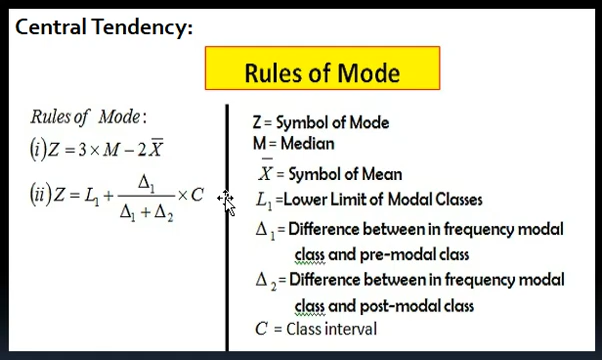 Central Tendency:
Rules of Mode
Rules of Mode:
(i)Z = 3 × M − 2X̄
(ii)Z = L₁ + Δ₁ / (Δ₁ + Δ₂) × C
Z = Symbol of Mode
M = Median
X̄ = Symbol of Mean
L₁ =Lower Limit of Modal Classes
Δ₁ = Difference between in frequency modal
class and pre-modal class
Δ₂ = Difference between in frequency modal
class and post-modal class
C = Class interval